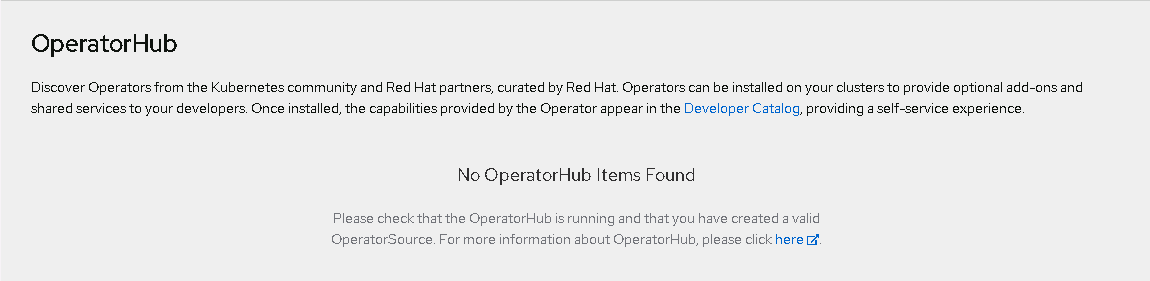 OperatorHub
Discover Operators from the Kubernetes community and Red Hat partners, curated by Red Hat. Operators can be installed on your clusters to provide optional add-ons and
shared services to your developers. Once installed, the capabilities provided by the Operator appear in the Developer Catalog, providing a self-service experience.
No OperatorHub Items Found
Please check that the OperatorHub is running and that you have created a valid
OperatorSource. For more information about OperatorHub, please click here.